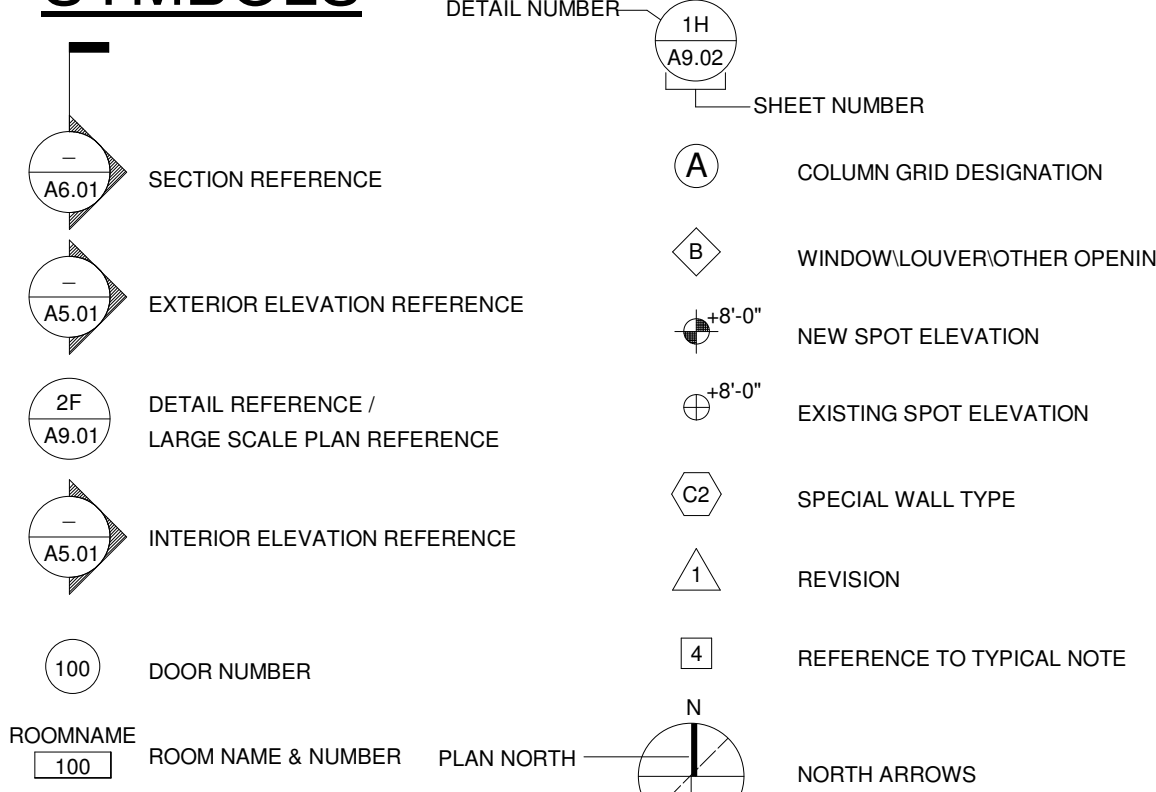 SYMBOLS
DETAIL NUMBER
1H
A9.02
SHEET NUMBER
–
A6.01
SECTION REFERENCE
–
A5.01
EXTERIOR ELEVATION REFERENCE
2F
A9.01
DETAIL REFERENCE /
LARGE SCALE PLAN REFERENCE
–
A5.01
INTERIOR ELEVATION REFERENCE
100
DOOR NUMBER
ROOMNAME
100
ROOM NAME & NUMBER
A
COLUMN GRID DESIGNATION
B
WINDOW\LOUVER\OTHER OPENIN
+8'-0"
NEW SPOT ELEVATION
+8'-0"
EXISTING SPOT ELEVATION
C2
SPECIAL WALL TYPE
1
REVISION
4
REFERENCE TO TYPICAL NOTE
N
PLAN NORTH
NORTH ARROWS